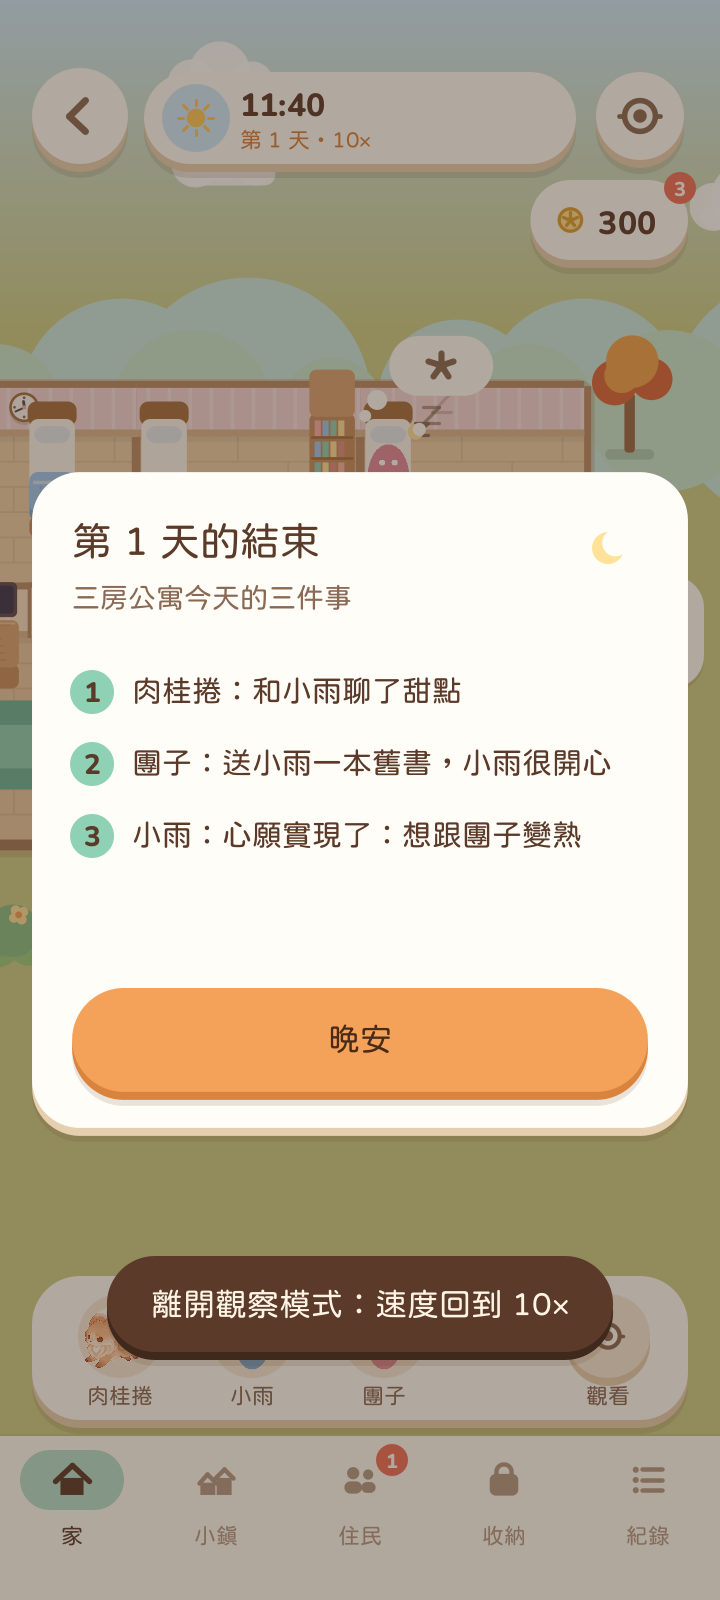 11:40
第 1 天・10×
3
300
第 1 天的結束
三房公寓今天的三件事
1 肉桂捲：和小雨聊了甜點
2 團子：送小雨一本舊書，小雨很開心
3 小雨：心願實現了：想跟團子變熟
晚安
離開觀察模式：速度回到 10×
肉桂捲
小雨
團子
觀看
1
家
小鎮
住民
收納
紀錄